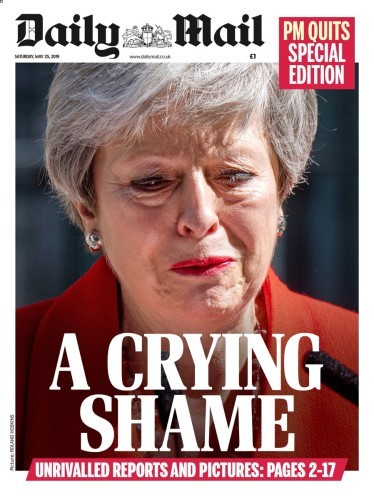 Daily Mail
SATURDAY, MAY 25, 2019
www.dailymail.co.uk
£1
PM QUITS
SPECIAL
EDITION
A CRYING
SHAME
Picture: ROLAND HOSKINS
UNRIVALLED REPORTS AND PICTURES: PAGES 2-17